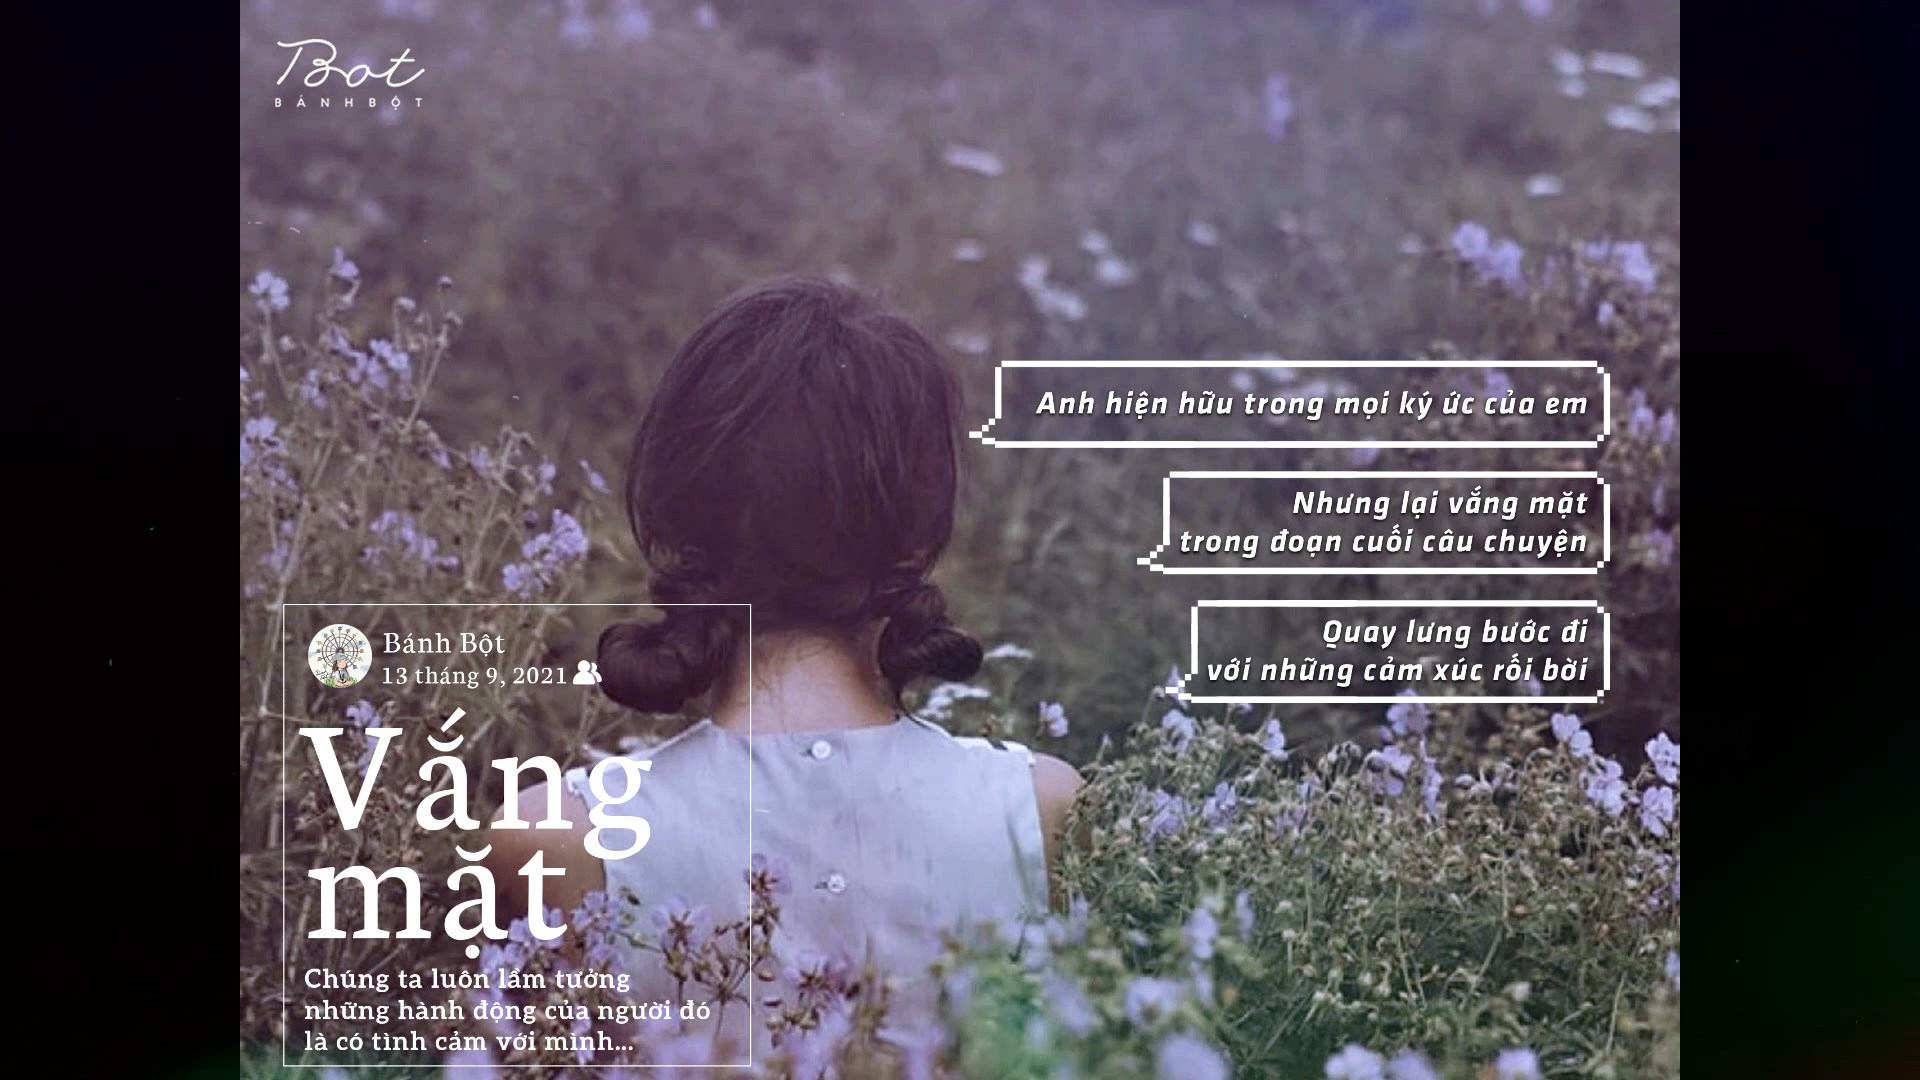 Bot
BÁNHBỘT
Anh hiện hữu trong mọi ký ức của em
Nhưng lại vắng mặt
trong đoạn cuối câu chuyện
Quay lưng bước đi
với những cảm xúc rối bời
Bánh Bột
13 tháng 9, 2021
Vắng
mặt
Chúng ta luôn lầm tưởng
những hành động của người đó
là có tình cảm với mình...